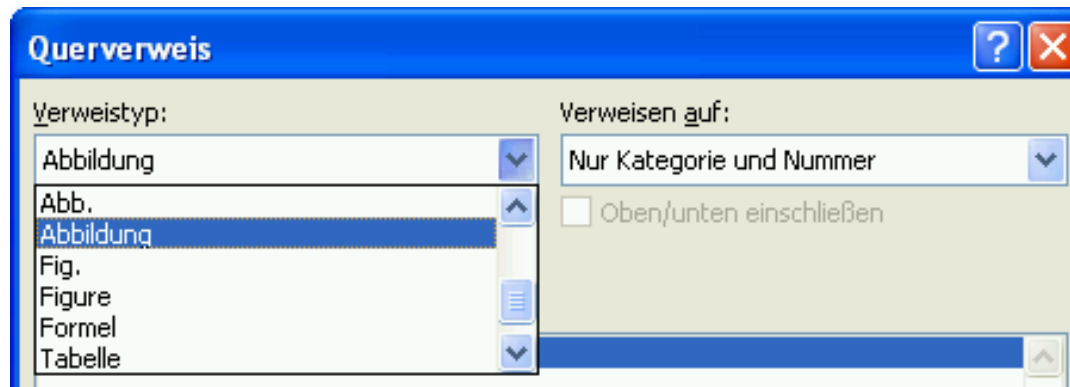 Querverweis
Verweistyp:
Verweisen auf:
Abbildung
Nur Kategorie und Nummer
Abb.
Oben/unten einschließen
Abbildung
Fig.
Figure
Formel
Tabelle